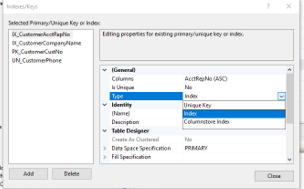 Indexes/Keys
Selected Primary/Unique Key or Index:
IX_CustomerAcctRepNo
IX_CustomerCompanyName
PK_CustomerCustNo
UN_CustomerPhone
Editing properties for existing primary/unique key or index.
(General)
Columns AcctRepNo (ASC)
Is Unique No
Type Index
Unique Key
Index
Columnstore Index
Identity
(Name)
Description
Table Designer
Create As Clustered No
Data Space Specification PRIMARY
Fill Specification
Add Delete
Close